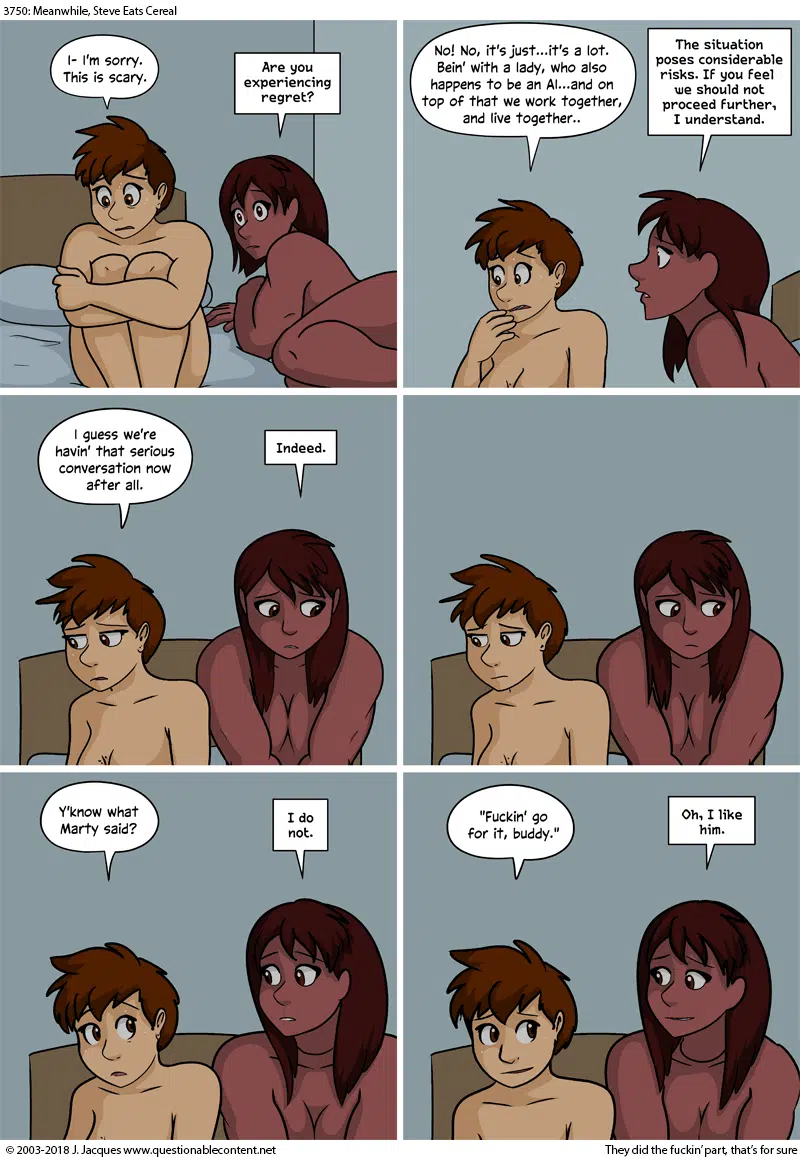 3750: Meanwhile, Steve Eats Cereal
I- I'm sorry.
This is scary.
Are you
experiencing
regret?
No! No, it's just...it's a lot.
Bein' with a lady, who also
happens to be an AI...and on
top of that we work together,
and live together..
The situation
poses considerable
risks. If you feel
we should not
proceed further,
I understand.
I guess we're
havin' that serious
conversation now
after all.
Indeed.
Y'know what
Marty said?
I do
not.
"Fuckin' go
for it, buddy."
Oh, I like
him.
© 2003-2018 J. Jacques www.questionablecontent.net
They did the fuckin' part, that's for sure